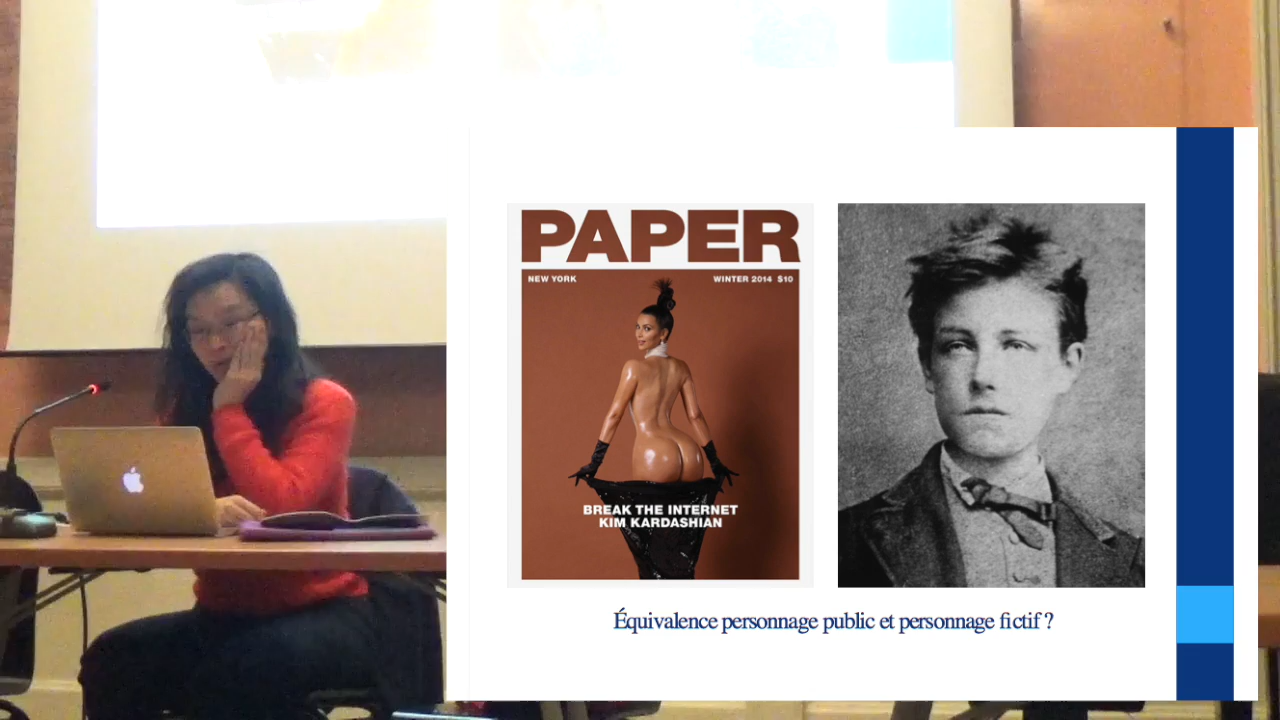 PAPER
NEW YORK WINTER 2014 $10
BREAK THE INTERNET
KIM KARDASHIAN
Équivalence personnage public et personnage fictif ?